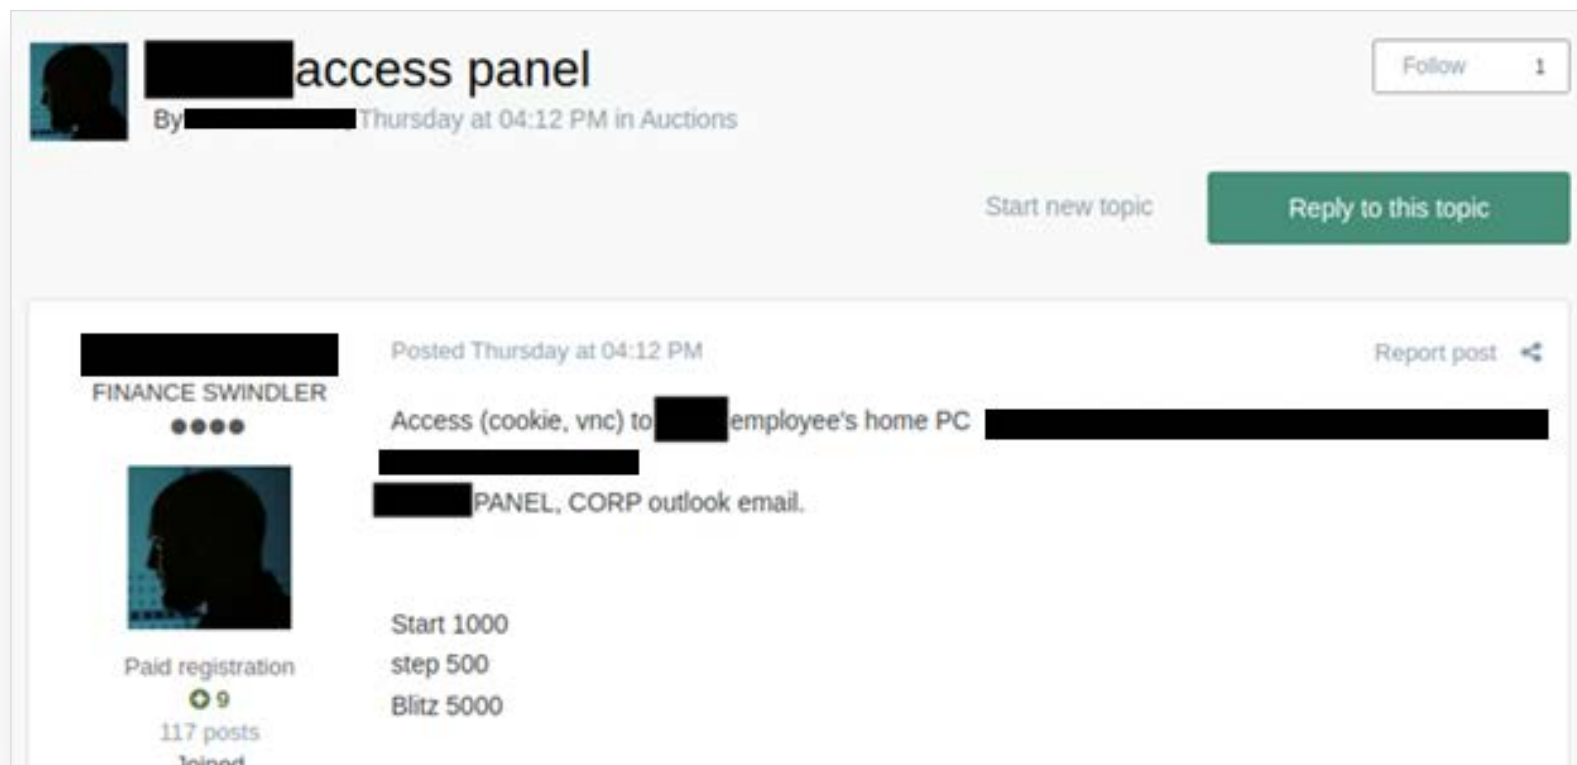 access panel
Follow 1
By Thursday at 04:12 PM in Auctions
Start new topic
Reply to this topic
Posted Thursday at 04:12 PM
Report post
FINANCE SWINDLER
Access (cookie, vnc) to employee's home PC
PANEL, CORP outlook email.
Start 1000
step 500
Blitz 5000
Paid registration
9
117 posts
Joined